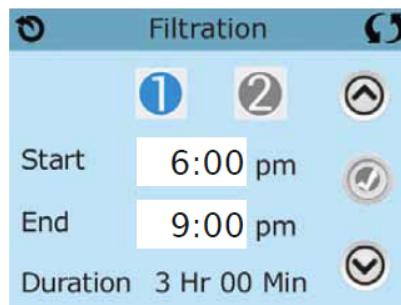 Filtration
1 2
Start 6:00 pm
End 9:00 pm
Duration 3 Hr 00 Min